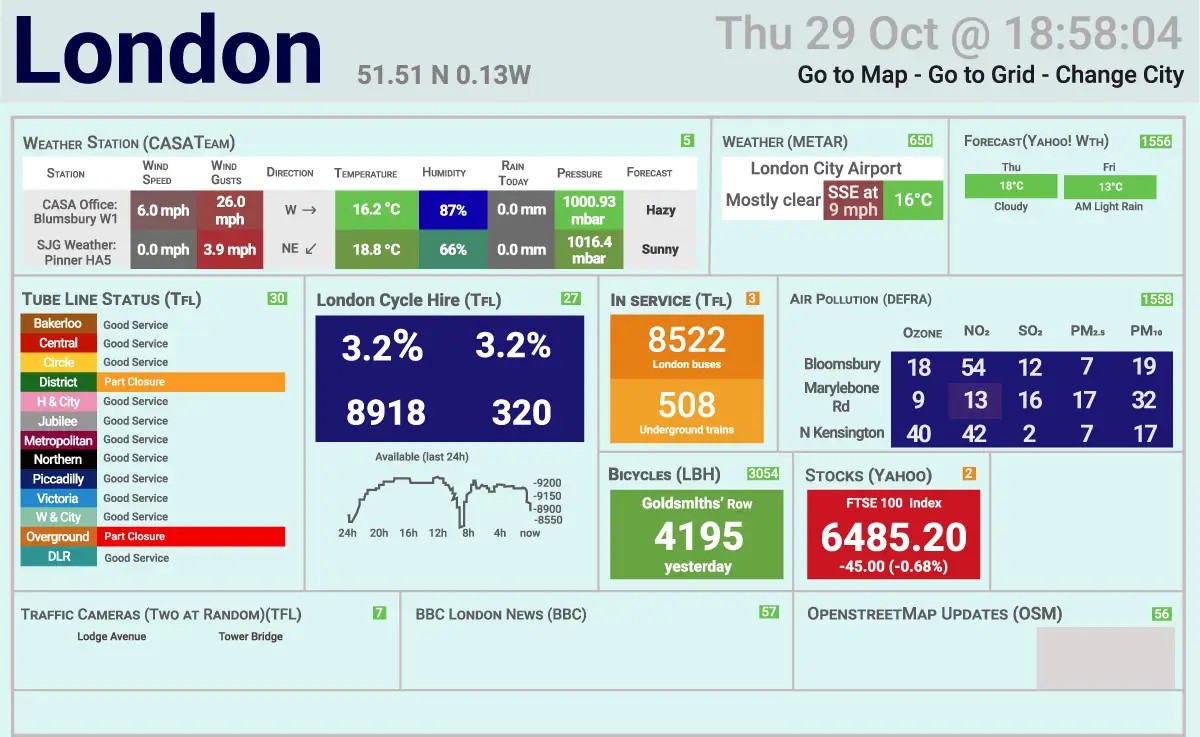 London
51.51 N 0.13W
Thu 29 Oct @ 18:58:04
Go to Map - Go to Grid - Change City
Weather Station (CASATeam)
5
Station
Wind Speed
Wind Gusts
Direction
Temperature
Humidity
Rain Today
Pressure
Forecast
CASA Office: Blumsbury W1
6.0 mph
26.0 mph
W →
16.2 °C
87%
0.0 mm
1000.93 mbar
Hazy
SJG Weather: Pinner HA5
0.0 mph
3.9 mph
NE ↙
18.8 °C
66%
0.0 mm
1016.4 mbar
Sunny
Weather (METAR)
650
London City Airport
Mostly clear
SSE at 9 mph
16°C
Forecast(Yahoo! Wth)
1556
Thu
18°C
Cloudy
Fri
13°C
AM Light Rain
Tube Line Status (Tfl)
30
Bakerloo Good Service
Central Good Service
Circle Good Service
District Part Closure
H & City Good Service
Jubilee Good Service
Metropolitan Good Service
Northern Good Service
Piccadilly Good Service
Victoria Good Service
W & City Good Service
Overground Part Closure
DLR Good Service
London Cycle Hire (Tfl)
27
3.2% 3.2%
8918 320
Available (last 24h)
-9200
-9150
-8900
-8550
24h 20h 16h 12h 8h 4h now
In service (Tfl)
3
8522
London buses
508
Underground trains
Air Pollution (DEFRA)
1558
Ozone NO₂ SO₂ PM₂.₅ PM₁₀
Bloomsbury 18 54 12 7 19
Marylebone Rd 9 13 16 17 32
N Kensington 40 42 2 7 17
Bicycles (LBH)
3054
Goldsmiths' Row
4195
yesterday
Stocks (Yahoo)
2
FTSE 100 Index
6485.20
-45.00 (-0.68%)
Traffic Cameras (Two at Random)(TFL)
7
Lodge Avenue
Tower Bridge
BBC London News (BBC)
57
OpenstreetMap Updates (OSM)
56